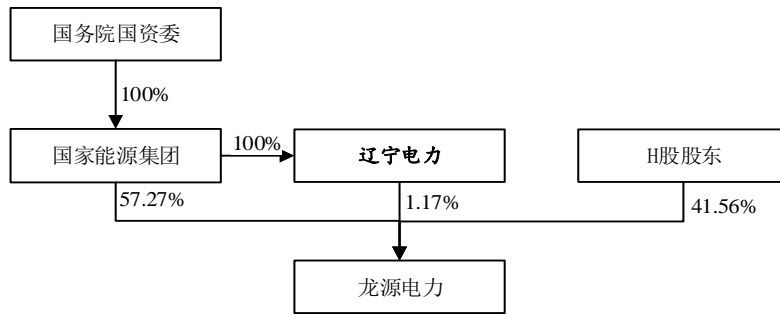 国务院国资委
100%
国家能源集团
100%
辽宁电力
H股股东
57.27%
1.17%
41.56%
龙源电力